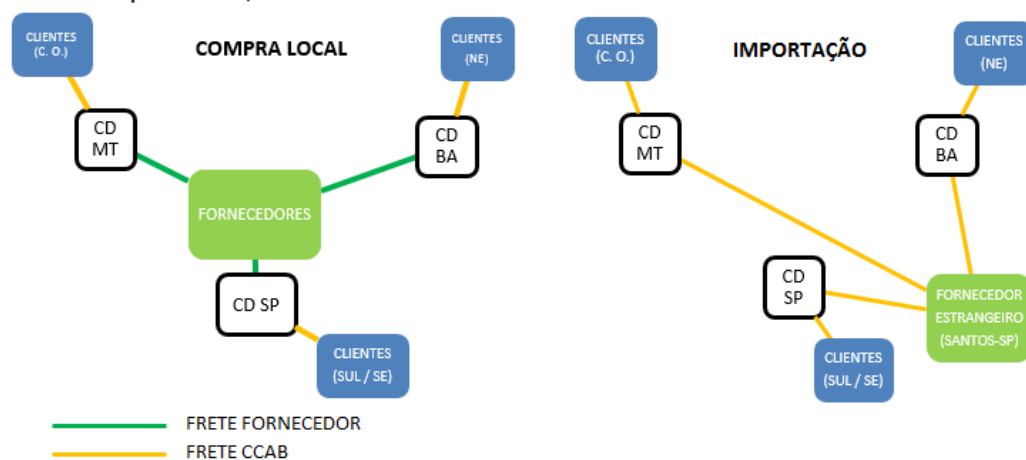 COMPRA LOCAL
CLIENTES
(C. O.)
CLIENTES
(NE)
CD
MT
CD
BA
FORNECEDORES
CD SP
CLIENTES
(SUL / SE)
FRETE FORNECEDOR
FRETE CCAB
IMPORTAÇÃO
CLIENTES
(C. O.)
CLIENTES
(NE)
CD
MT
CD
BA
CD
SP
FORNECEDOR
ESTRANGEIRO
(SANTOS-SP)
CLIENTES
(SUL / SE)